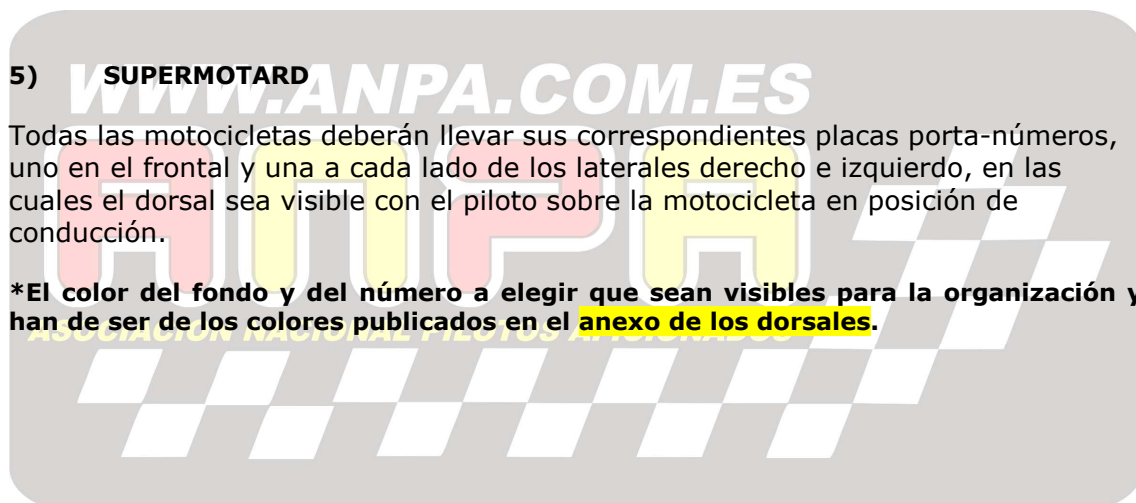 5) SUPERMOTARD
WWW.ANPA.COM.ES
Todas las motocicletas deberán llevar sus correspondientes placas porta-números,
uno en el frontal y una a cada lado de los laterales derecho e izquierdo, en las
cuales el dorsal sea visible con el piloto sobre la motocicleta en posición de
conducción.
ANPA
*El color del fondo y del número a elegir que sean visibles para la organización y
han de ser de los colores publicados en el anexo de los dorsales.
ASOCIACION NACIONAL PILOTOS AFICIONADOS